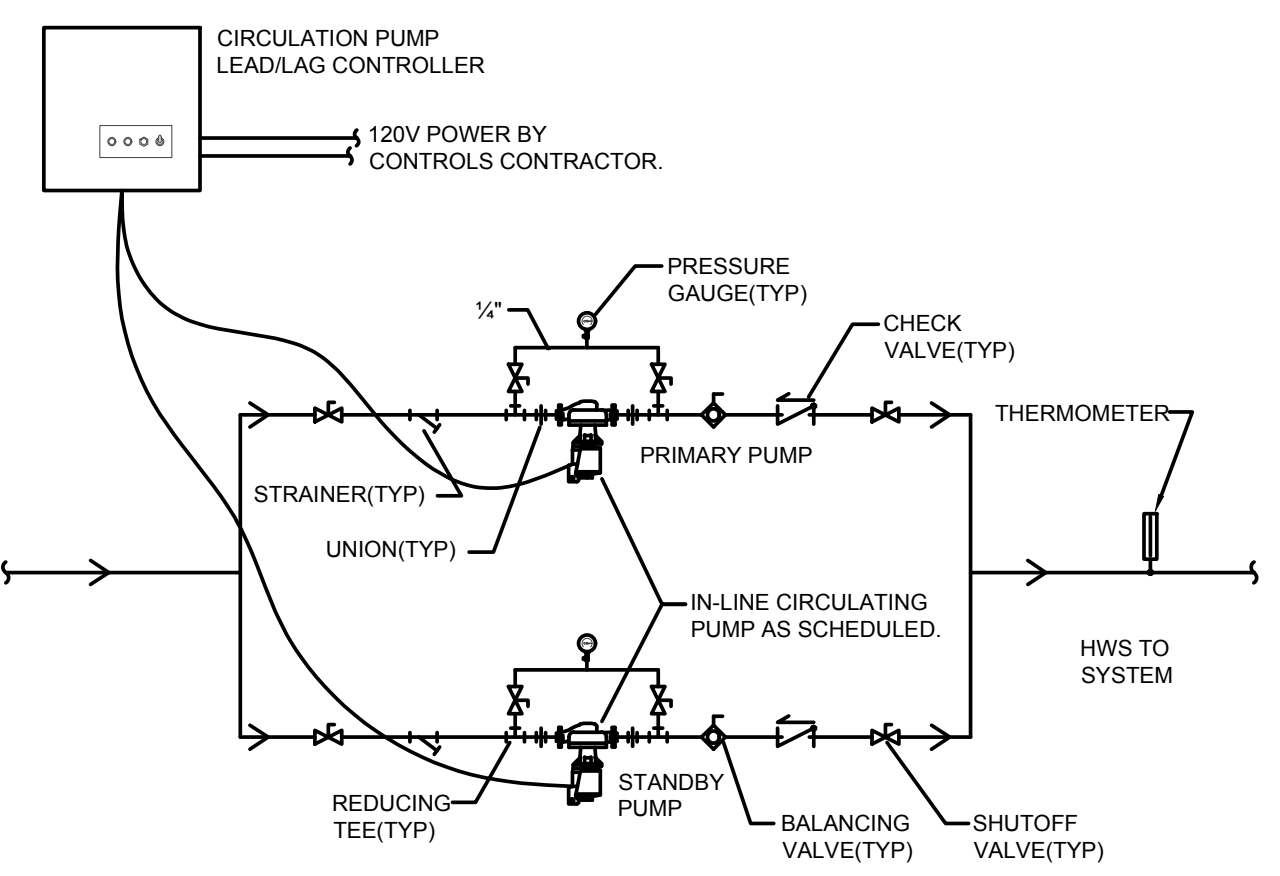 CIRCULATION PUMP
LEAD/LAG CONTROLLER
120V POWER BY
CONTROLS CONTRACTOR.
PRESSURE
GAUGE(TYP)
¼"
CHECK
VALVE(TYP)
THERMOMETER
PRIMARY PUMP
STRAINER(TYP)
UNION(TYP)
IN-LINE CIRCULATING
PUMP AS SCHEDULED.
HWS TO
SYSTEM
STANDBY
PUMP
REDUCING
TEE(TYP)
BALANCING
VALVE(TYP)
SHUTOFF
VALVE(TYP)